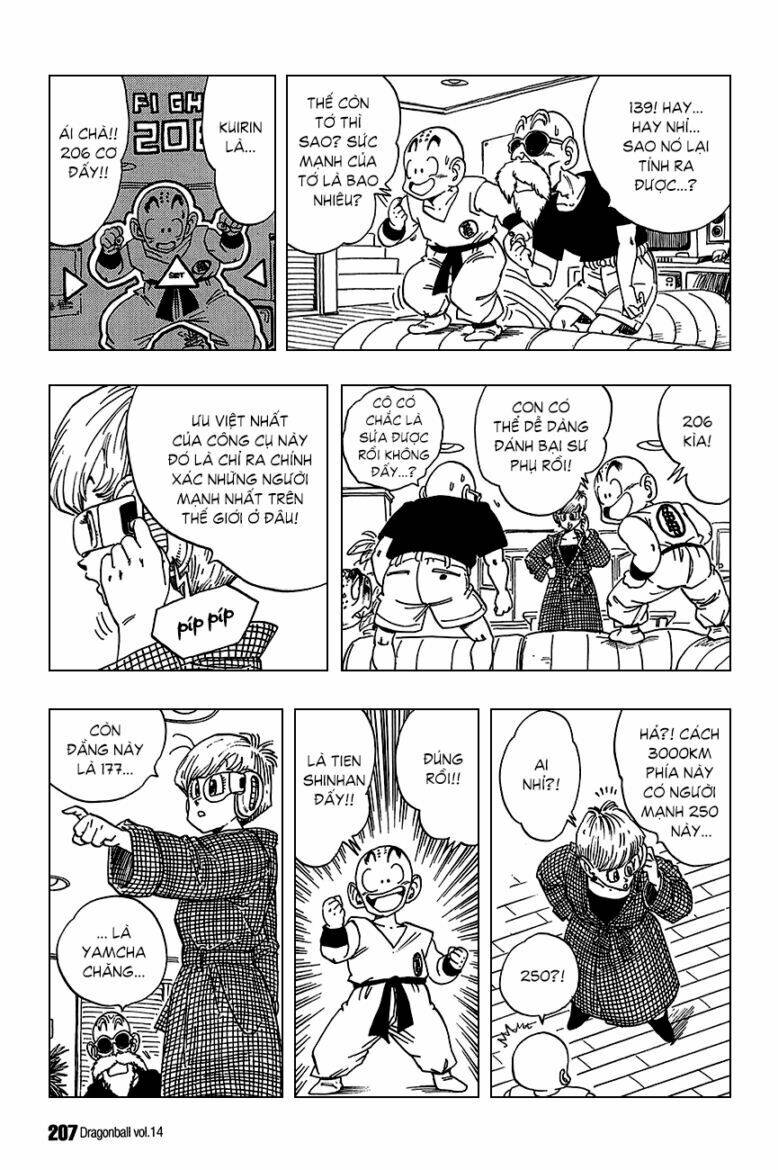 139! HAY...
HAY NHỈ...
SAO NÓ LẠI
TÍNH RA
ĐƯỢC...?
THẾ CÒN
TỚ THÌ
SAO? SỨC
MẠNH CỦA
TỚ LÀ BAO
NHIÊU?
KUIRIN
LÀ...
FIGH
206
ÁI CHÀ!!
206 CƠ
ĐẤY!!
206
KÌA!
CON CÓ
THỂ DỄ DÀNG
ĐÁNH BẠI SƯ
PHỤ RỒI!
CÔ CÓ
CHẮC LÀ
SỬA ĐƯỢC
RỒI KHÔNG
ĐẤY...?
ƯU VIỆT NHẤT
CỦA CÔNG CỤ NÀY
ĐÓ LÀ CHỈ RA CHÍNH
XÁC NHỮNG NGƯỜI
MẠNH NHẤT TRÊN
THẾ GIỚI Ở ĐÂU!
píp píp
HẢ?! CÁCH
3000KM
PHÍA NÀY
CÓ NGƯỜI
MẠNH 250
NÀY...
AI
NHỈ?!
250?!
ĐÚNG
RỒI!!
LÀ TIEN
SHINHAN
ĐẤY!!
CÒN
ĐẰNG NÀY
LÀ 177...
... LÀ
YAMCHA
CHĂNG...
207 Dragonball vol.14